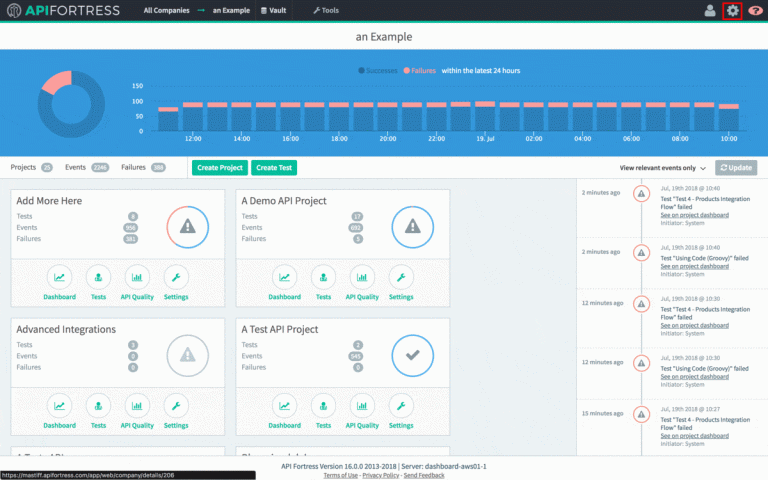 APIFORTRESS All Companies → an Example Vault Tools ?
an Example
Successes Failures within the latest 24 hours
150
100
50
0
12:00 14:00 16:00 18:00 20:00 22:00 19. Jul 02:00 04:00 06:00 08:00 10:00
Projects 25 Events 2246 Failures 388 Create Project Create Test View relevant events only Update
Add More Here
Tests 8
Events 956
Failures 381
Dashboard Tests API Quality Settings
A Demo API Project
Tests 17
Events 692
Failures 5
Dashboard Tests API Quality Settings
Advanced Integrations
Tests 3
Events 0
Failures 0
Dashboard Tests API Quality Settings
A Test API Project
Tests 2
Events 545
Failures 0
Dashboard Tests API Quality Settings
2 minutes ago
Jul, 19th 2018 @ 10:40
Test "Test 4 - Products Integration
Flow" failed
See on project dashboard
Initiator: System
2 minutes ago
Jul, 19th 2018 @ 10:40
Test "Using Code (Groovy)" failed
See on project dashboard
Initiator: System
12 minutes ago
Jul, 19th 2018 @ 10:30
Test "Test 4 - Products Integration
Flow" failed
See on project dashboard
Initiator: System
12 minutes ago
Jul, 19th 2018 @ 10:30
Test "Using Code (Groovy)" failed
See on project dashboard
Initiator: System
15 minutes ago
Jul, 19th 2018 @ 10:27
Test "Test 4 - Products Integration
Flow" failed
See on project dashboard
Initiator: System
https://mastiff.apifortress.com/app/web/company/details/206
API Fortress Version 16.0.0 2013-2018 | Server: dashboard-aws01-1
Terms of Use - Privacy Policy - Send Feedback